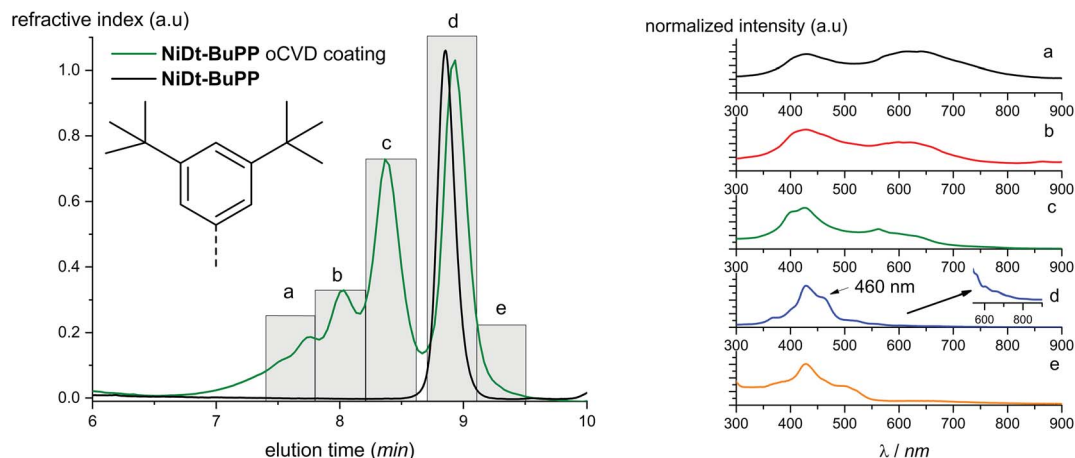 refractive index (a.u)
NiDt-BuPP oCVD coating
NiDt-BuPP
a
b
c
d
e
1.0
0.8
0.6
0.4
0.2
0.0
6 7 8 9 10
elution time (min)
normalized intensity (a.u)
a
300 400 500 600 700 800 900
b
300 400 500 600 700 800 900
c
300 400 500 600 700 800 900
460 nm
600 800
d
300 400 500 600 700 800 900
e
300 400 500 600 700 800 900
λ / nm